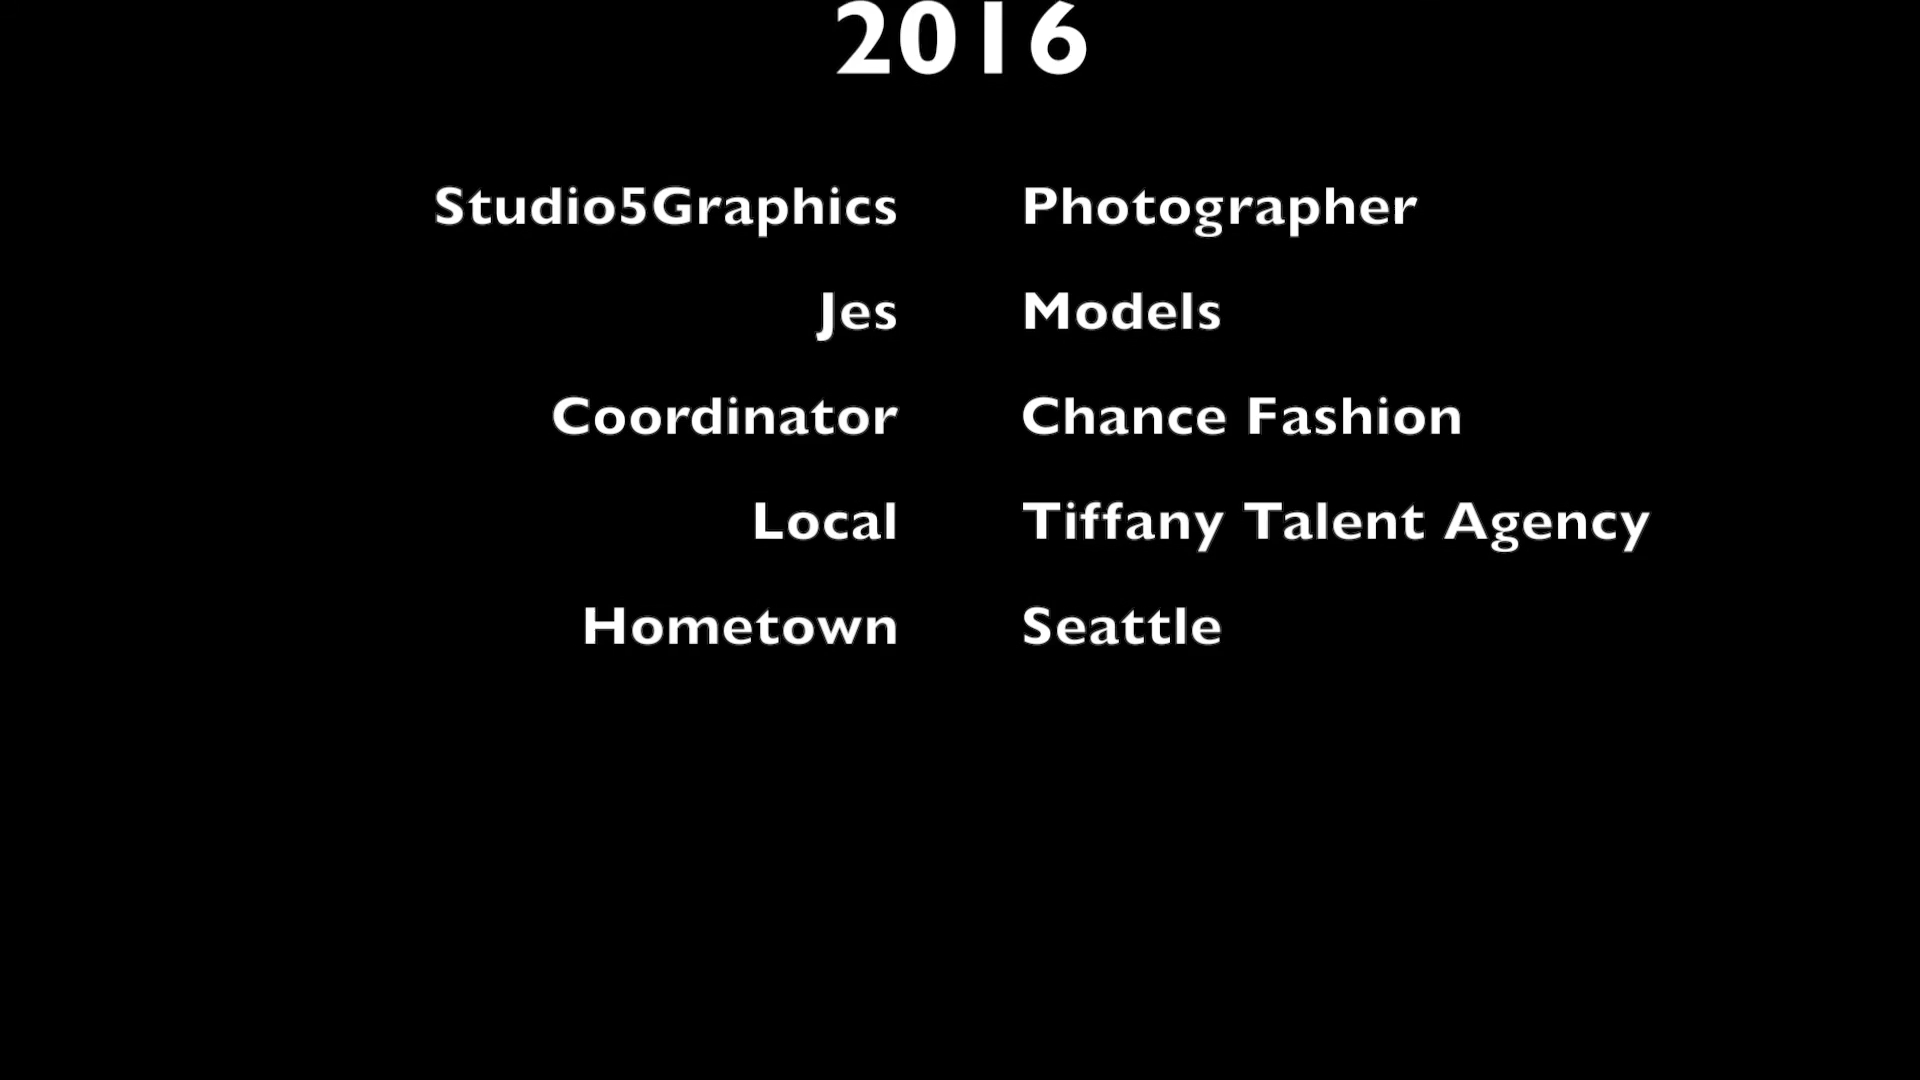 2016
Studio5Graphics Photographer
Jes Models
Coordinator Chance Fashion
Local Tiffany Talent Agency
Hometown Seattle